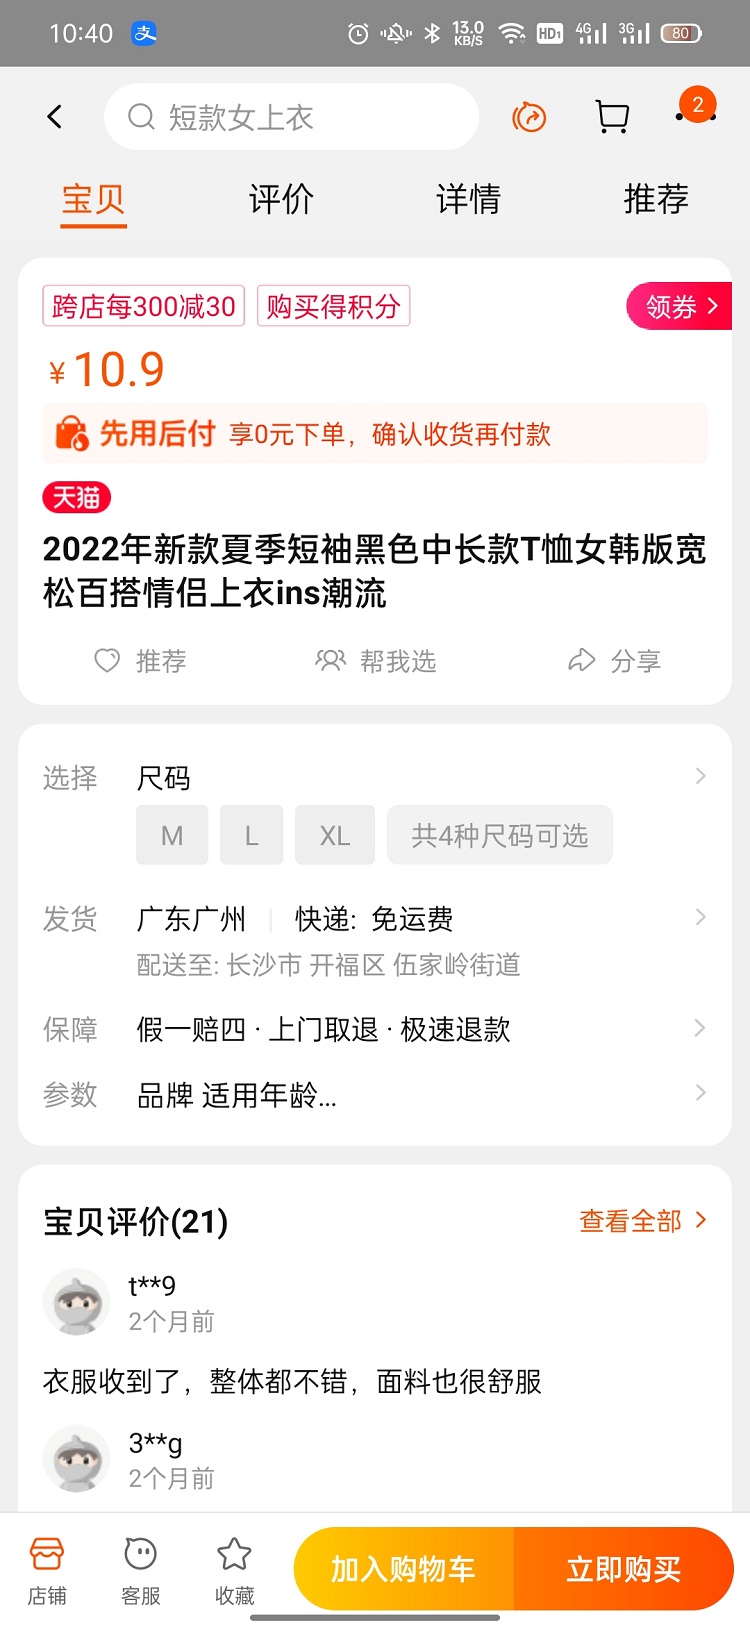 10:40
13.0 KB/S HD1 4G 3G 80
短款女上衣
2
宝贝 评价 详情 推荐
跨店每300减30 购买得积分 领券
¥10.9
先用后付 享0元下单，确认收货再付款
天猫
2022年新款夏季短袖黑色中长款T恤女韩版宽
松百搭情侣上衣ins潮流
推荐 帮我选 分享
选择 尺码
M L XL 共4种尺码可选
发货 广东广州 快递: 免运费
配送至: 长沙市 开福区 伍家岭街道
保障 假一赔四 · 上门取退 · 极速退款
参数 品牌 适用年龄...
宝贝评价(21) 查看全部
t**9
2个月前
衣服收到了，整体都不错，面料也很舒服
3**g
2个月前
店铺 客服 收藏 加入购物车 立即购买